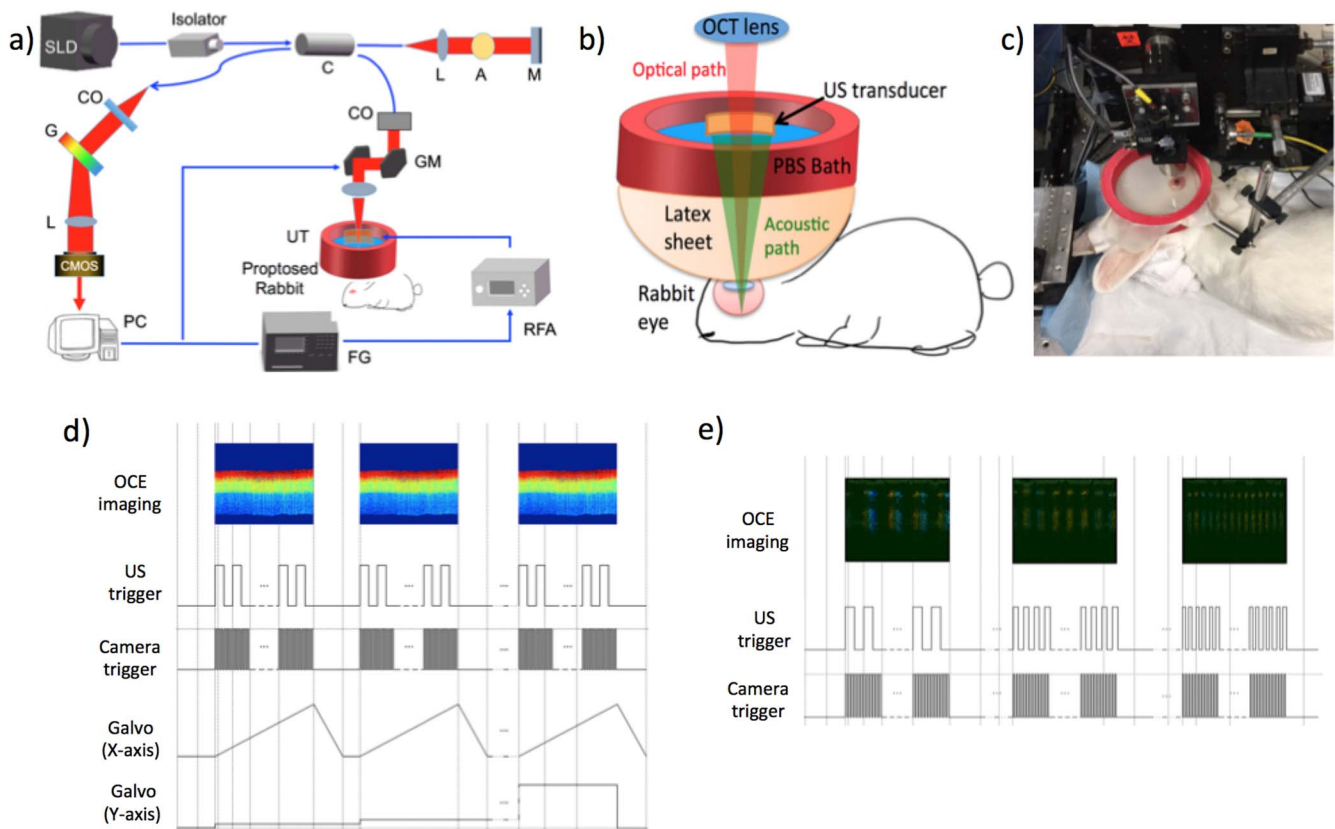 a)
SLD
Isolator
C
L
A
M
CO
G
L
CMOS
PC
CO
GM
UT
Proptosed
Rabbit
FG
RFA
b)
OCT lens
Optical path
US transducer
PBS Bath
Latex
sheet
Acoustic
path
Rabbit
eye
c)
d)
OCE
imaging
US
trigger
Camera
trigger
Galvo
(X-axis)
Galvo
(Y-axis)
e)
OCE
imaging
US
trigger
Camera
trigger